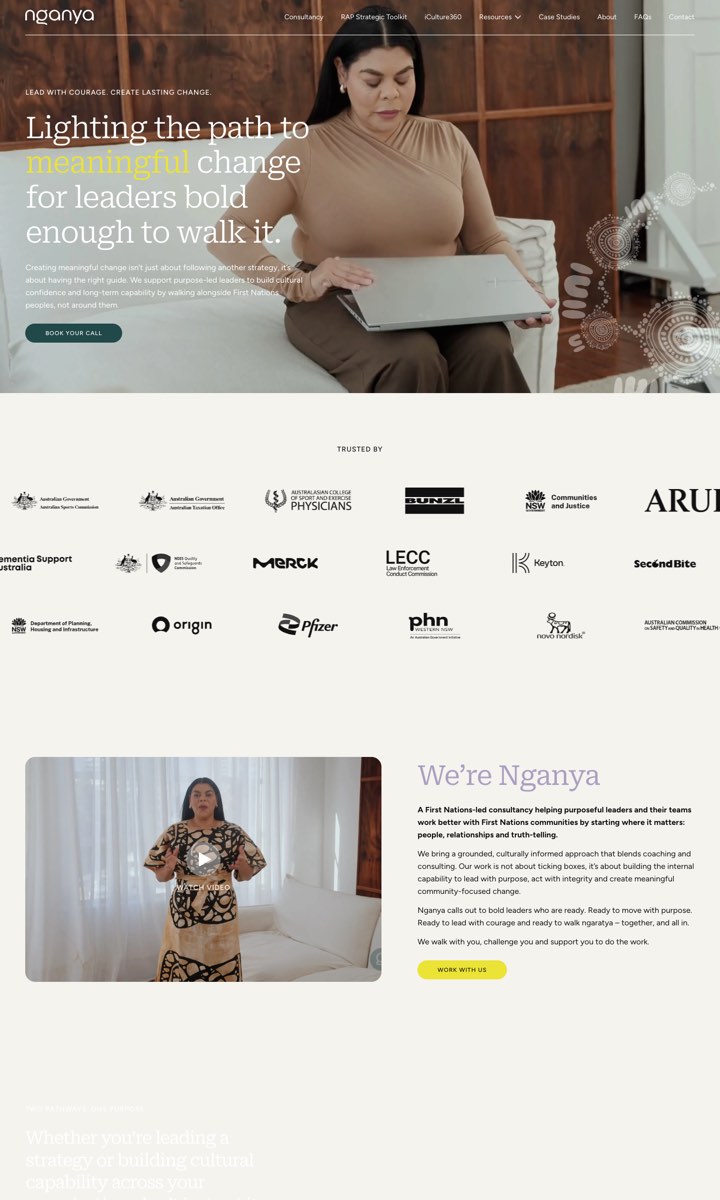 nganya
Consultancy
RAP Strategic Toolkit
iCulture360
Resources
Case Studies
About
FAQs
Contact
LEAD WITH COURAGE. CREATE LASTING CHANGE.
Lighting the path to
meaningful change
for leaders bold
enough to walk it.
Creating meaningful change isn't just about following another strategy, it's
about having the right guide. We support purpose-led leaders to build cultural
confidence and long-term capability by walking alongside First Nations
peoples, not around them.
BOOK YOUR CALL
TRUSTED BY
Australian Government
Australian Sports Commission
Australian Government
Australian Taxation Office
AUSTRALASIAN COLLEGE
OF SPORT AND EXERCISE
PHYSICIANS
BUNZL
NSW
GOVERNMENT
Communities
and Justice
ARU
ementia Support
ustralia
NDIS Quality
and Safeguards
Commission
MERCK
LECC
Law Enforcement
Conduct Commission
Keyton
SecondBite
NSW
Department of Planning,
Housing and Infrastructure
origin
Pfizer
phn
WESTERN NSW
An Australian Government Initiative
novo nordisk®
AUSTRALIAN COMMISSION
ON SAFETY AND QUALITY IN HEALTH
We're Nganya
A First Nations-led consultancy helping purposeful leaders and their teams
work better with First Nations communities by starting where it matters:
people, relationships and truth-telling.
We bring a grounded, culturally informed approach that blends coaching and
consulting. Our work is not about ticking boxes, it's about building the internal
capability to lead with purpose, act with integrity and create meaningful
community-focused change.
Nganya calls out to bold leaders who are ready. Ready to move with purpose.
Ready to lead with courage and ready to walk ngaratya – together, and all in.
We walk with you, challenge you and support you to do the work.
WATCH VIDEO
WORK WITH US
TWO PATHWAYS. ONE PURPOSE.
Whether you're leading a
strategy or building cultural
capability across your